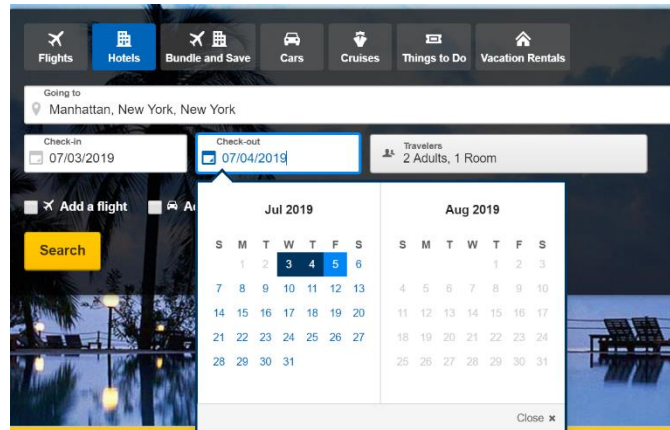 Flights Hotels Bundle and Save Cars Cruises Things to Do Vacation Rentals
Going to
Manhattan, New York, New York
Check-in
07/03/2019
Check-out
07/04/2019
Travelers
2 Adults, 1 Room
Add a flight A
Search
Jul 2019
S M T W T F S
1 2 3 4 5 6
7 8 9 10 11 12 13
14 15 16 17 18 19 20
21 22 23 24 25 26 27
28 29 30 31
Aug 2019
S M T W T F S
1 2 3
4 5 6 7 8 9 10
11 12 13 14 15 16 17
18 19 20 21 22 23 24
25 26 27 28 29 30 31
Close ×